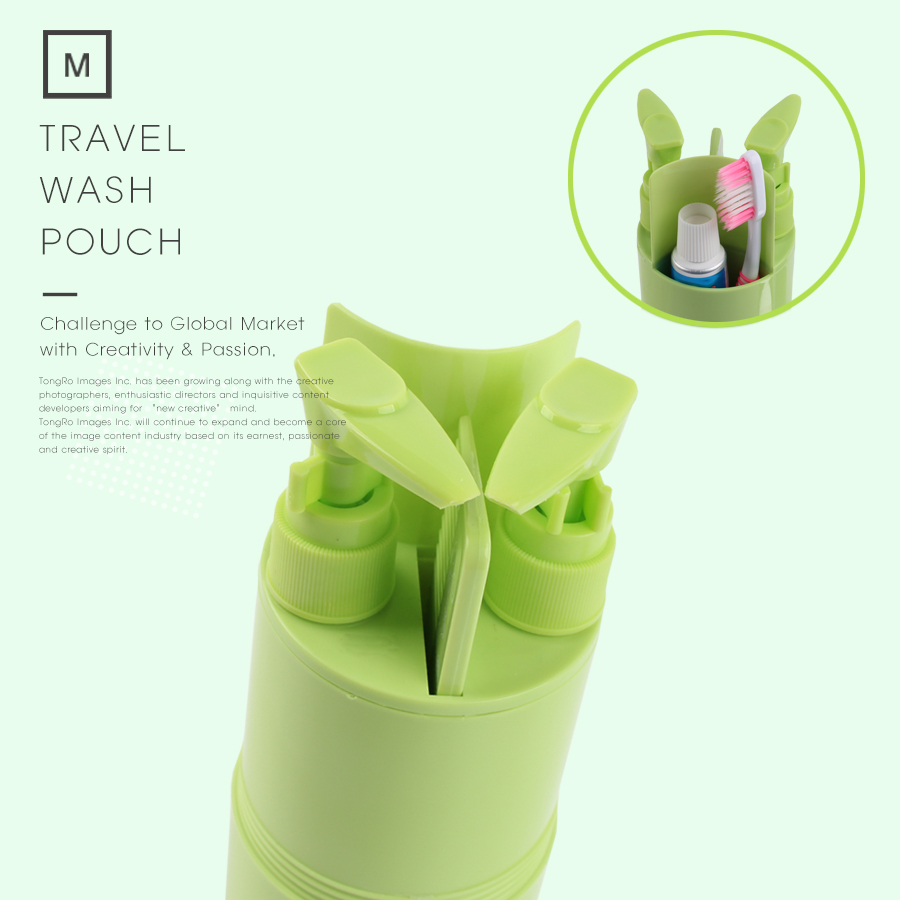 M
TRAVEL
WASH
POUCH
Challenge to Global Market
with Creativity & Passion.
TongRo Images Inc. has been growing along with the creative
photographers, enthusiastic directors and inquisitive content
developers aiming for "new creative" mind.
TongRo Images Inc. will continue to expand and become a core
of the image content industry based on its earnest, passionate
and creative spirit.